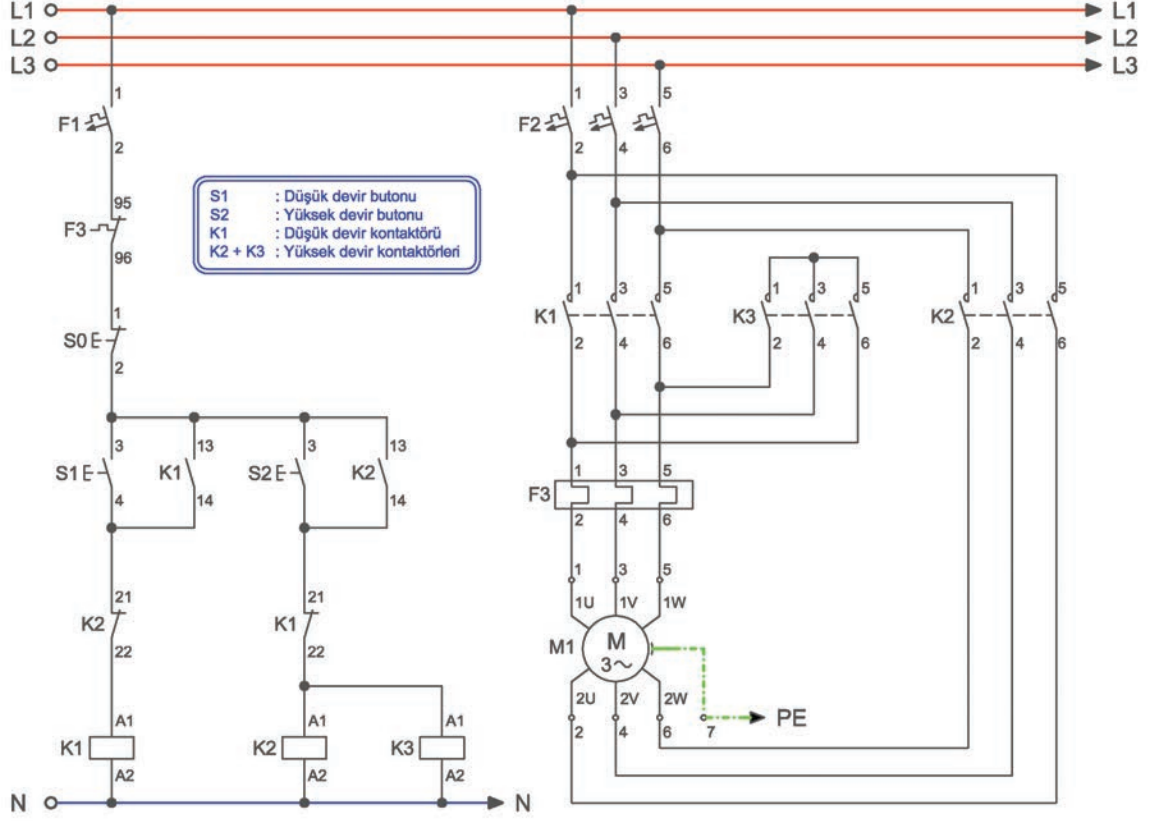 L1 L1
L2 L2
L3 L3
1 1 3 5
F1 F2
2 2 4 6
S1 : Düşük devir butonu
S2 : Yüksek devir butonu
K1 : Düşük devir kontaktörü
K2 + K3 : Yüksek devir kontaktörleri
95
F3
96
1 1 3 5 1 3 5 1 3 5
S0 K1 K3 K2
2 2 4 6 2 4 6 2 4 6
3 13 3 13
S1 K1 S2 K2
4 14 14
1 3 5
F3
2 4 6
1 3 5
21 21
1U 1V 1W
K2 K1
22 22
M1 M
3~
2U 2V 2W
2 4 6 7 PE
A1 A1 A1
K1 K2 K3
A2 A2 A2
N N